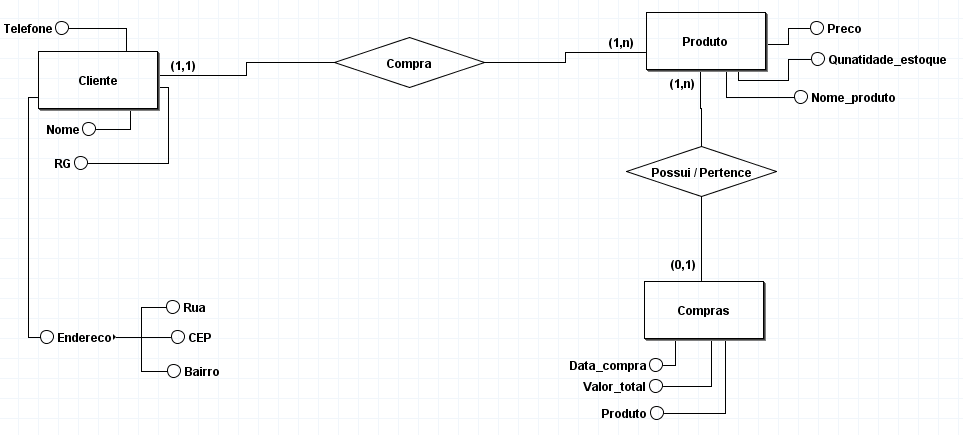 Telefone
Cliente
(1,1)
Nome
RG
Endereco
Rua
CEP
Bairro
Compra
(1,n)
Produto
Preco
Qunatidade_estoque
Nome_produto
(1,n)
Possui / Pertence
(0,1)
Compras
Data_compra
Valor_total
Produto